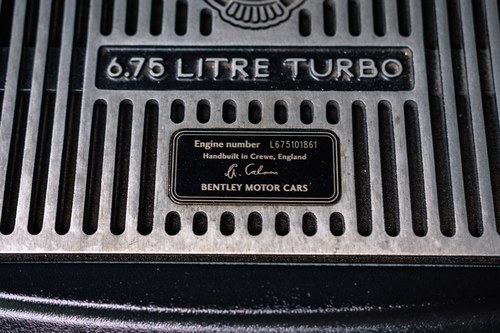 6.75 LITRE TURBO
Engine number L675101861
Handbuilt in Crewe, England
BENTLEY MOTOR CARS